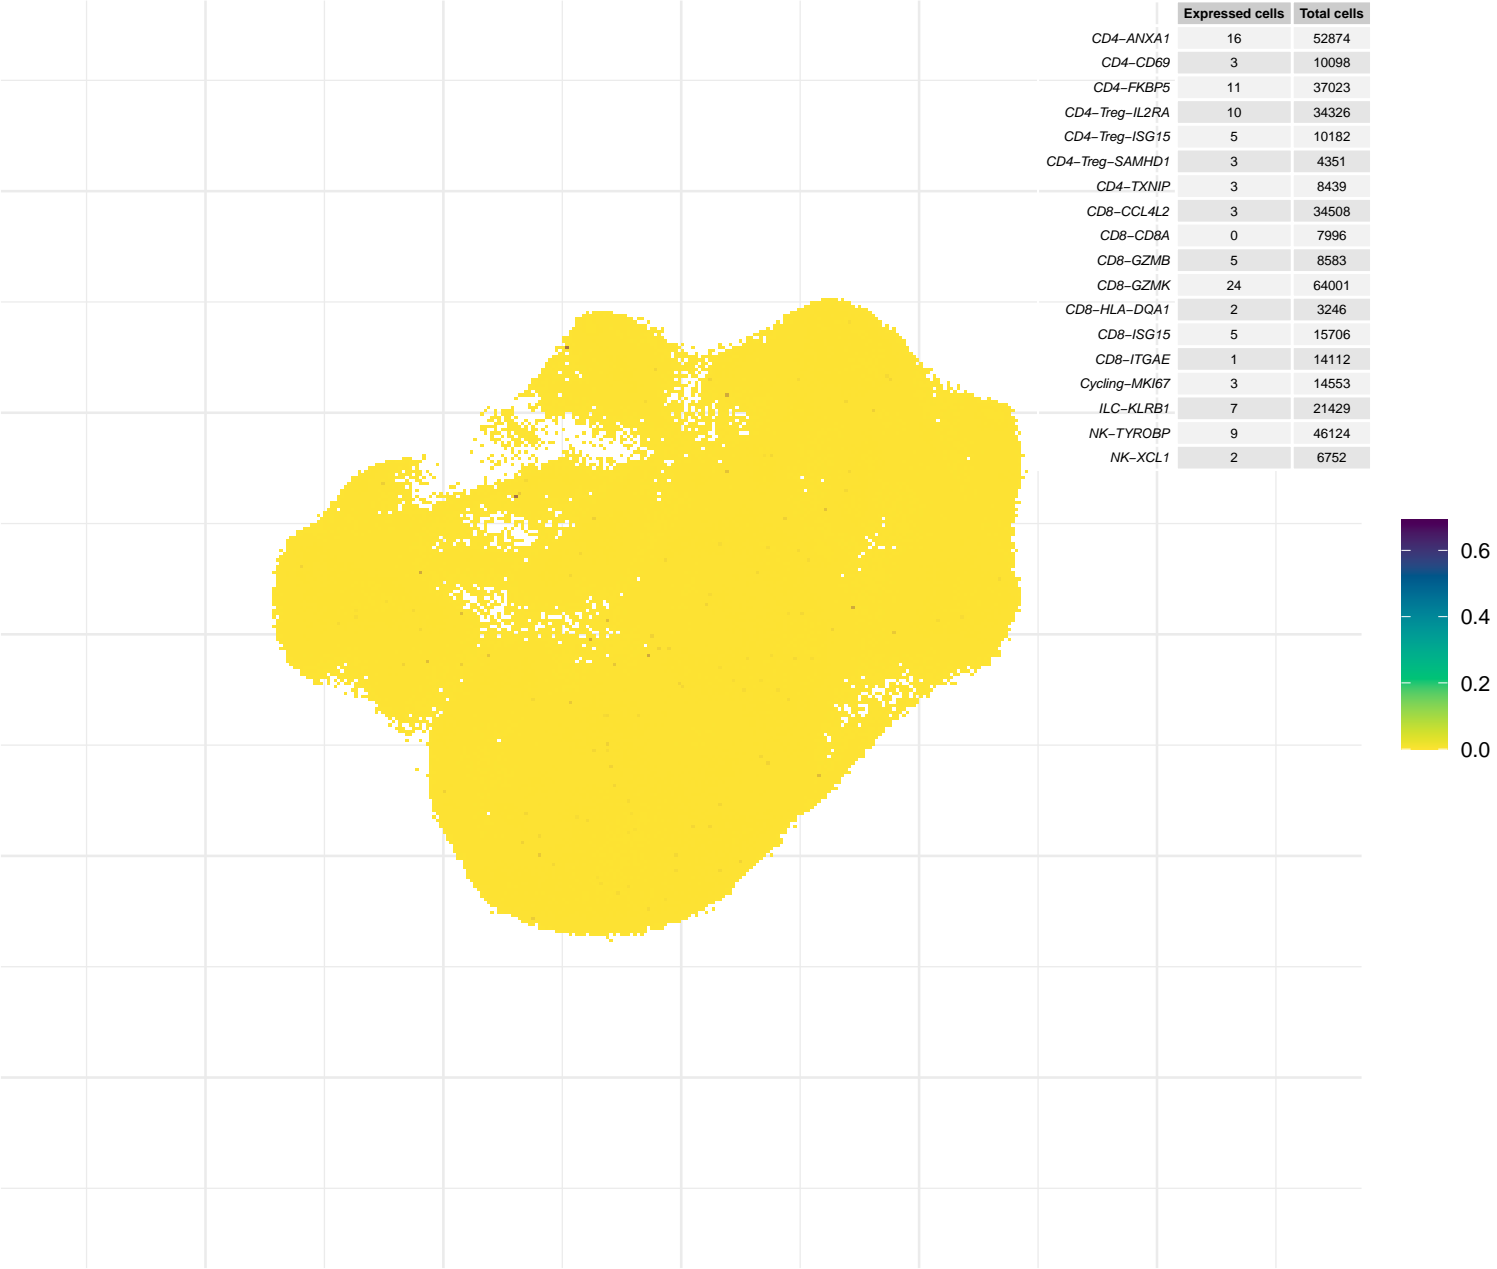 Expressed cells Total cells
CD4−ANXA1 16 52874
CD4−CD69 3 10098
CD4−FKBP5 11 37023
CD4−Treg−IL2RA 10 34326
CD4−Treg−ISG15 5 10182
CD4−Treg−SAMHD1 3 4351
CD4−TXNIP 3 8439
CD8−CCL4L2 3 34508
CD8−CD8A 0 7996
CD8−GZMB 5 8583
CD8−GZMK 24 64001
CD8−HLA−DQA1 2 3246
CD8−ISG15 5 15706
CD8−ITGAE 1 14112
Cycling−MKI67 3 14553
ILC−KLRB1 7 21429
NK−TYROBP 9 46124
NK−XCL1 2 6752
0.6
0.4
0.2
0.0